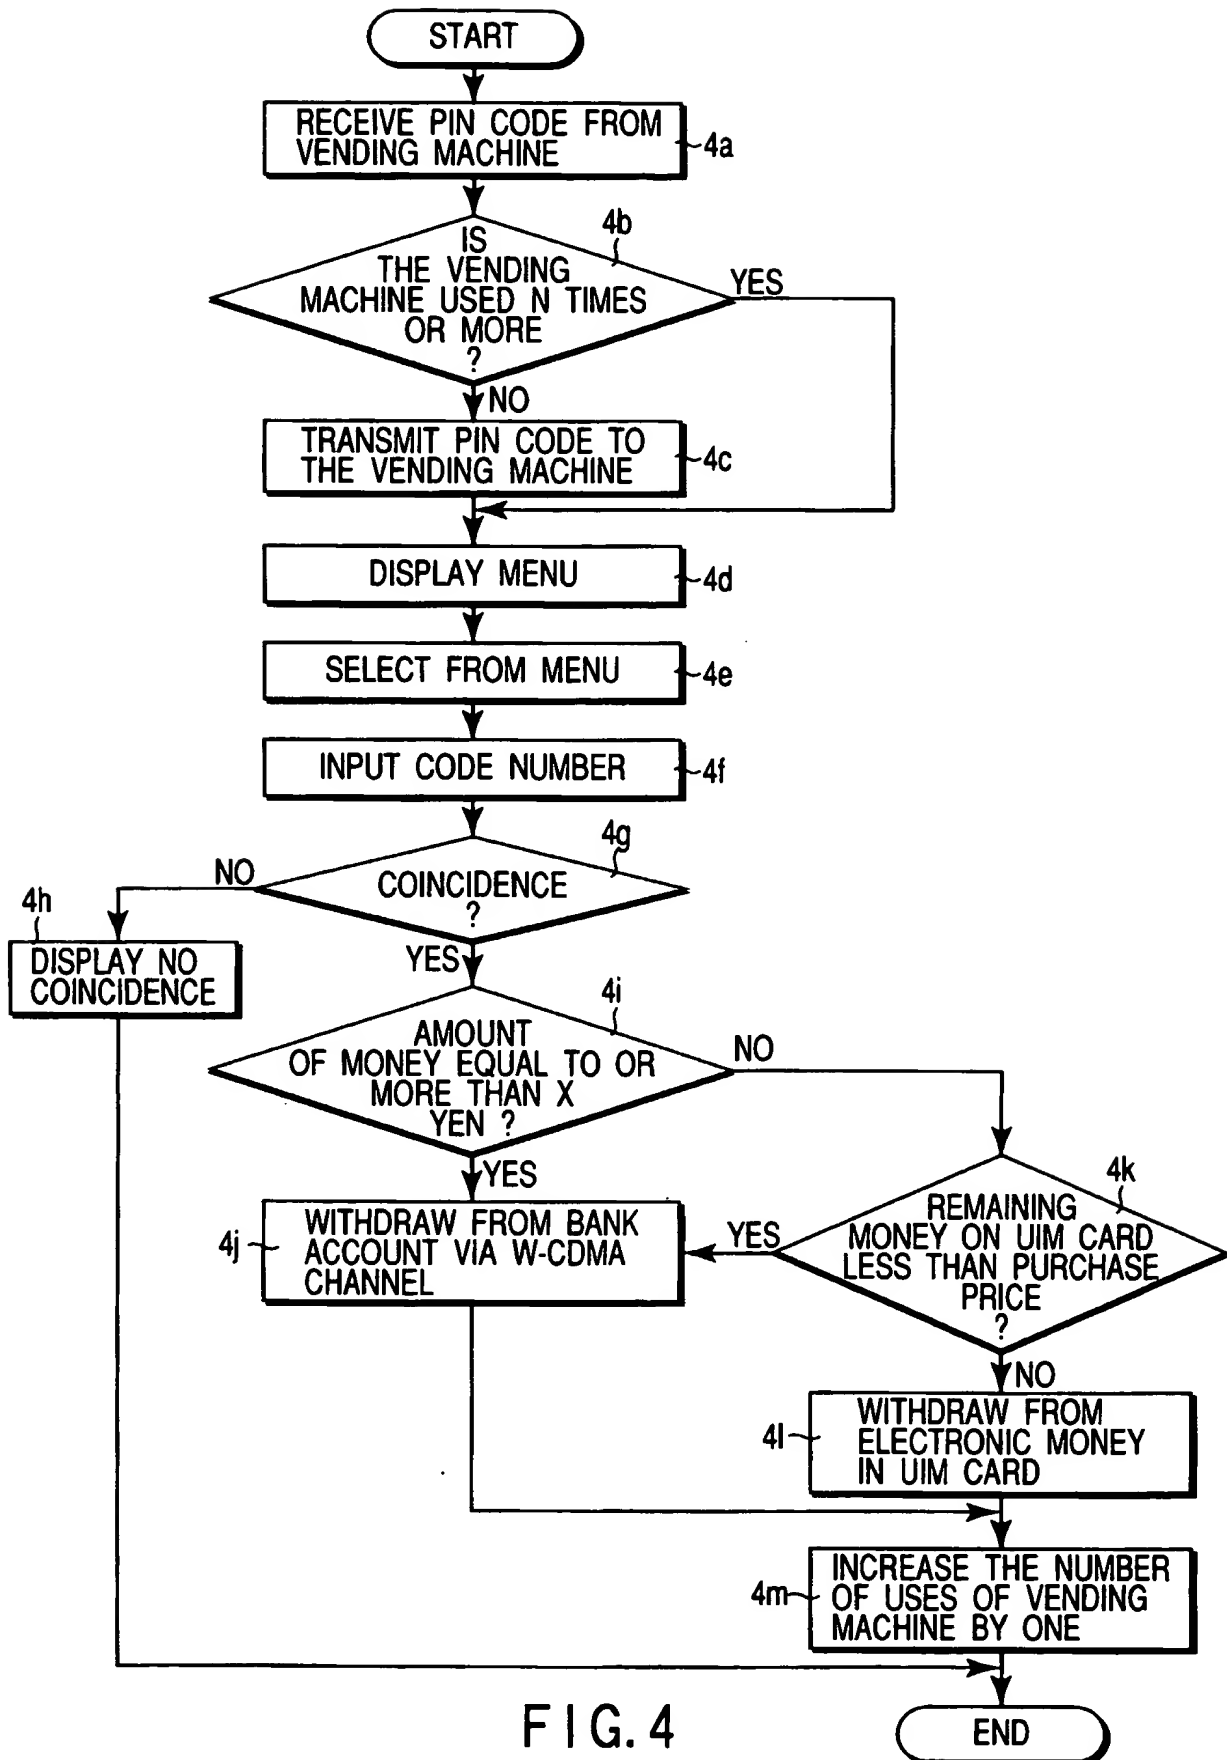 START
RECEIVE PIN CODE FROM
VENDING MACHINE
4a
4b
IS
THE VENDING
MACHINE USED N TIMES
OR MORE
?
YES
NO
TRANSMIT PIN CODE TO
THE VENDING MACHINE
4c
DISPLAY MENU
4d
SELECT FROM MENU
4e
INPUT CODE NUMBER
4f
4g
NO
COINCIDENCE
?
4h
DISPLAY NO
COINCIDENCE
YES
4i
AMOUNT
OF MONEY EQUAL TO OR
MORE THAN X
YEN ?
NO
YES
4k
REMAINING
MONEY ON UIM CARD
LESS THAN PURCHASE
PRICE
?
YES
4j
WITHDRAW FROM BANK
ACCOUNT VIA W-CDMA
CHANNEL
NO
4l
WITHDRAW FROM
ELECTRONIC MONEY
IN UIM CARD
4m
INCREASE THE NUMBER
OF USES OF VENDING
MACHINE BY ONE
END
FIG. 4